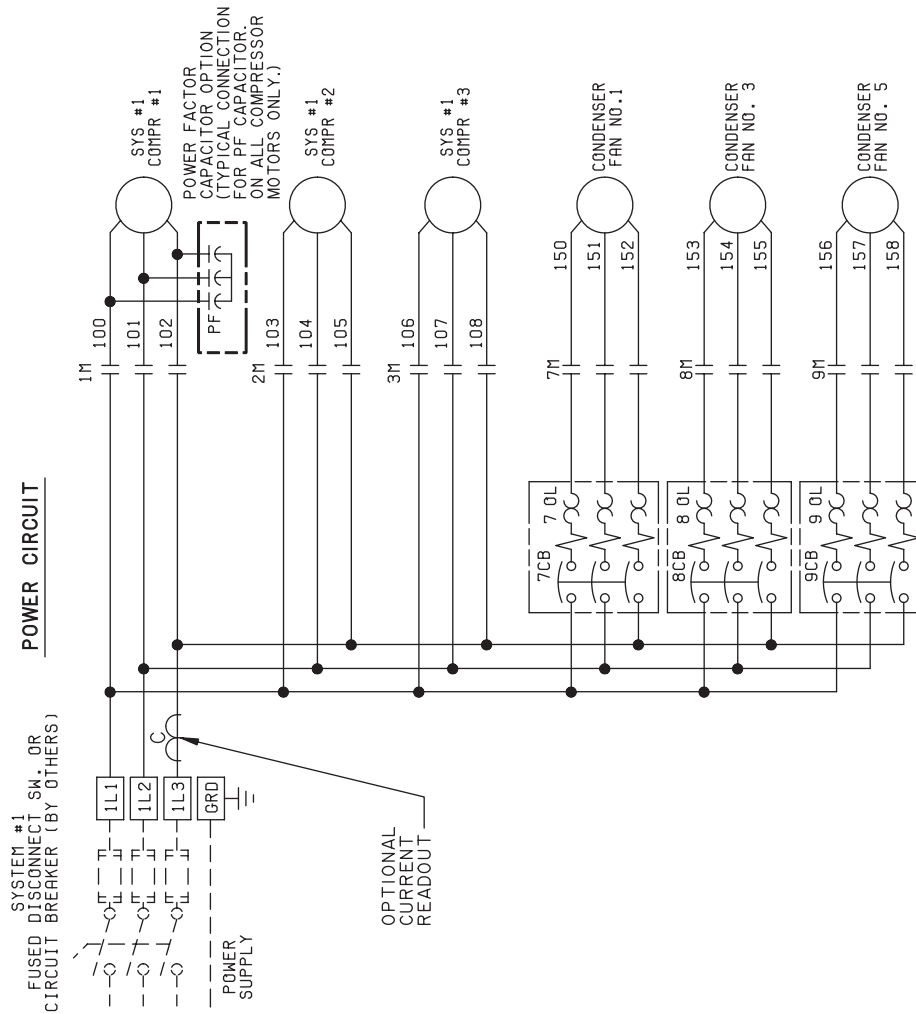 POWER CIRCUIT
SYSTEM #1
FUSED DISCONNECT SW. OR
CIRCUIT BREAKER (BY OTHERS)
1L1
1L2
1L3
GRD
POWER
SUPPLY
C
OPTIONAL
CURRENT
READOUT
1M
100
101
102
SYS #1
COMPR #1
PF
POWER FACTOR
CAPACITOR OPTION
(TYPICAL CONNECTION
FOR PF CAPACITOR.
ON ALL COMPRESSOR
MOTORS ONLY.)
2M
103
104
105
SYS #1
COMPR #2
3M
106
107
108
SYS #1
COMPR #3
7CB
7 OL
7M
150
151
152
CONDENSER
FAN NO.1
8CB
8 OL
8M
153
154
155
CONDENSER
FAN NO. 3
9CB
9 OL
9M
156
157
158
CONDENSER
FAN NO. 5